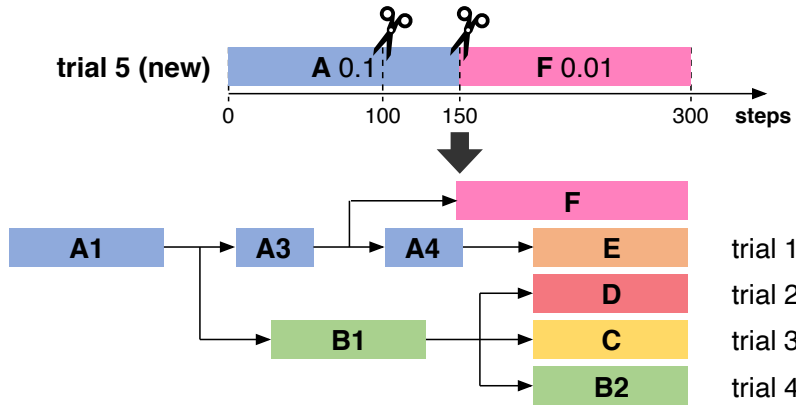 trial 5 (new)
A 0.1
F 0.01
0
100
150
300
steps
F
A1
A3
A4
E
trial 1
D
trial 2
B1
C
trial 3
B2
trial 4